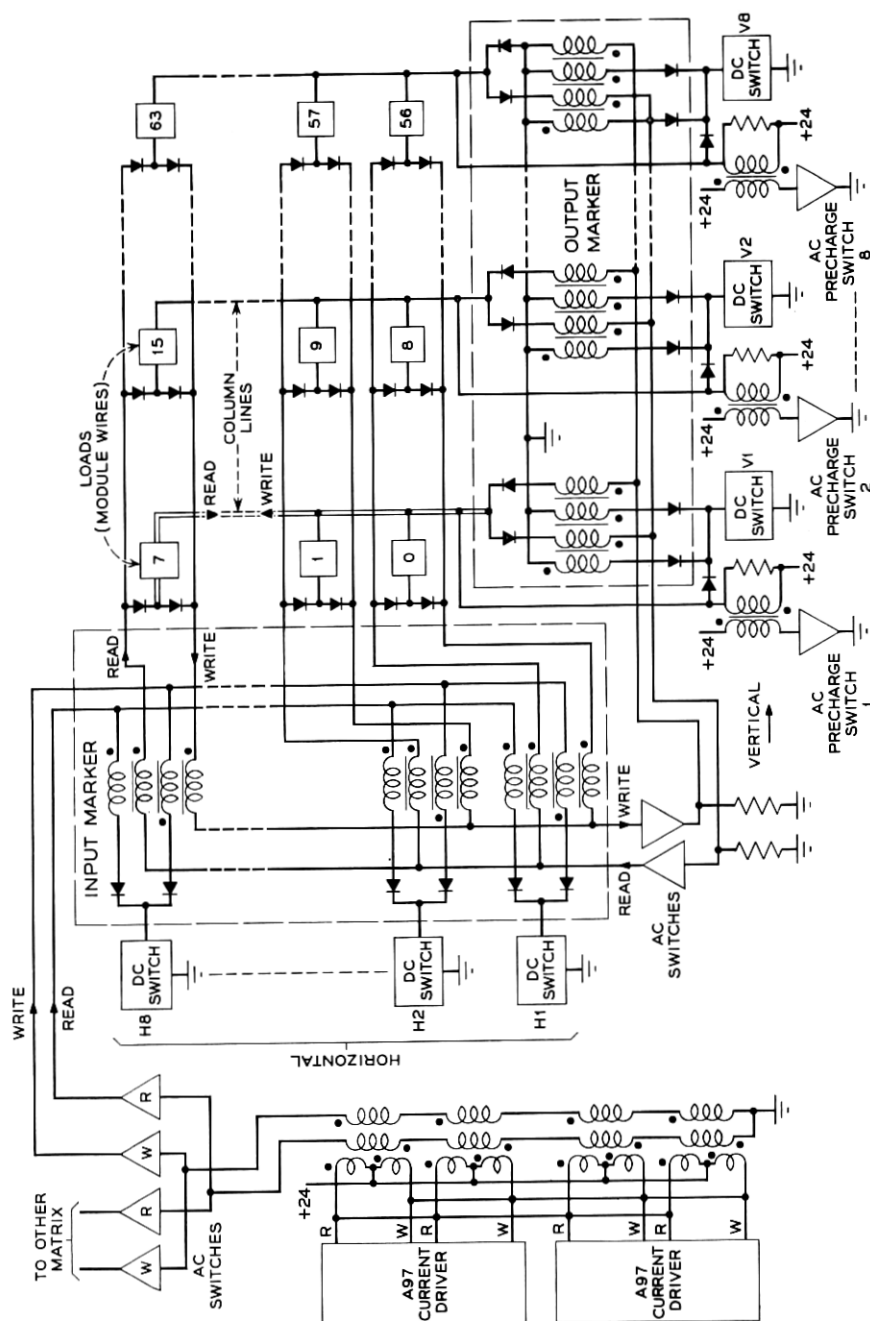 TO OTHER
MATRIX
W
R
W
R
AC
SWITCHES
WRITE
READ
+24
R
W
R
W
A97
CURRENT
DRIVER
R
W
R
W
A97
CURRENT
DRIVER
HORIZONTAL
DC
SWITCH
H8
DC
SWITCH
H2
DC
SWITCH
H1
INPUT MARKER
READ
WRITE
READ
WRITE
AC
SWITCHES
LOADS
(MODULE WIRES)
7
15
63
READ
WRITE
COLUMN
LINES
1
9
57
0
8
56
OUTPUT
MARKER
DC
SWITCH
V1
DC
SWITCH
V2
DC
SWITCH
V8
+24
+24
+24
+24
+24
+24
VERTICAL
AC
PRECHARGE
SWITCH
1
AC
PRECHARGE
SWITCH
2
AC
PRECHARGE
SWITCH
8